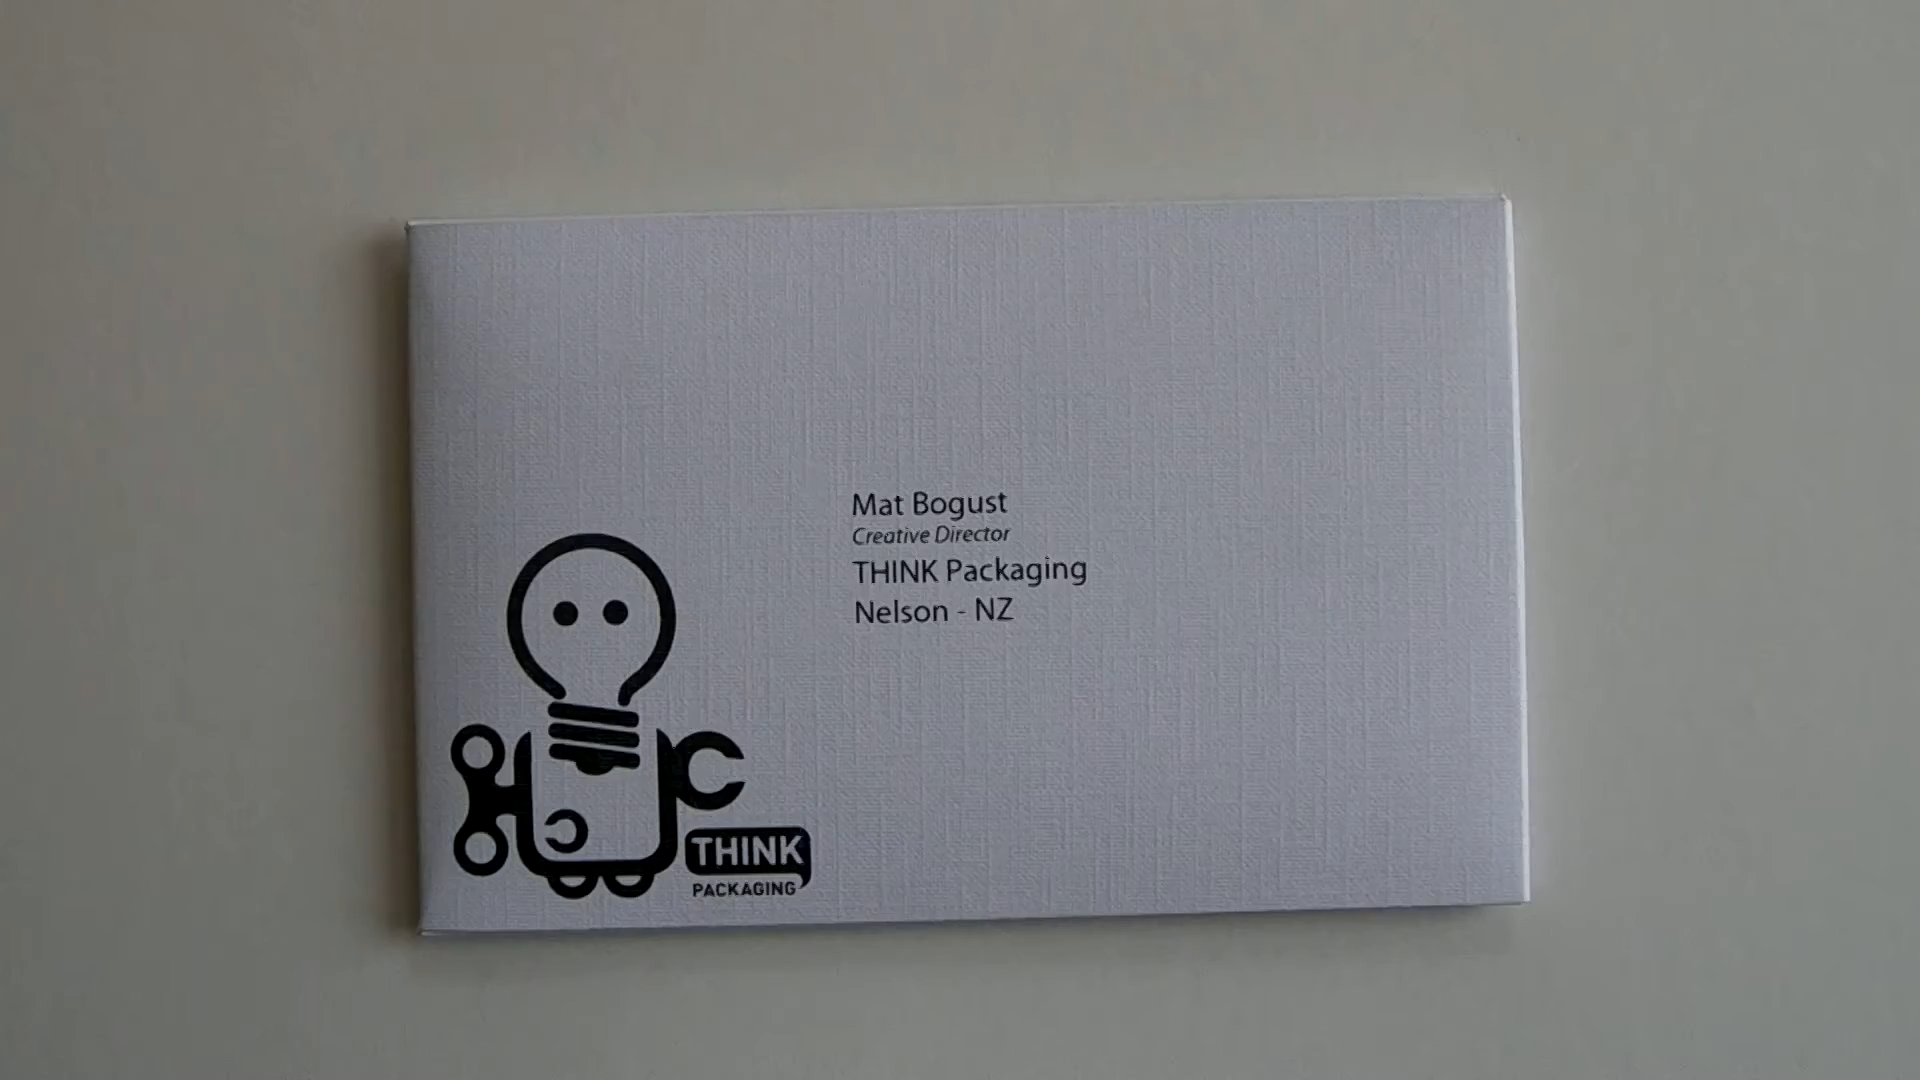 Mat Bogust
Creative Director
THINK Packaging
Nelson - NZ
THINK
PACKAGING